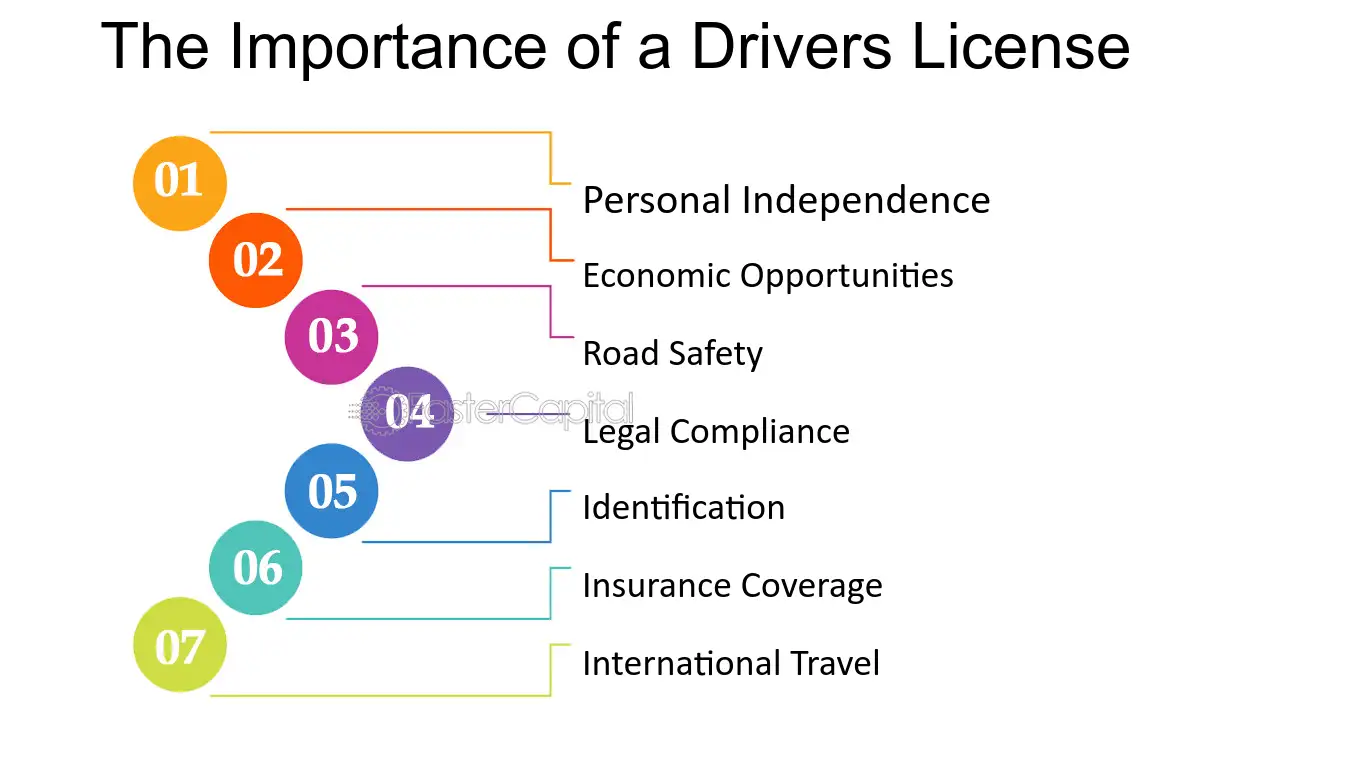 The Importance of a Drivers License
01
Personal Independence
02
Economic Opportunities
03
Road Safety
04
FasterCapital
Legal Compliance
05
Identification
06
Insurance Coverage
07
International Travel